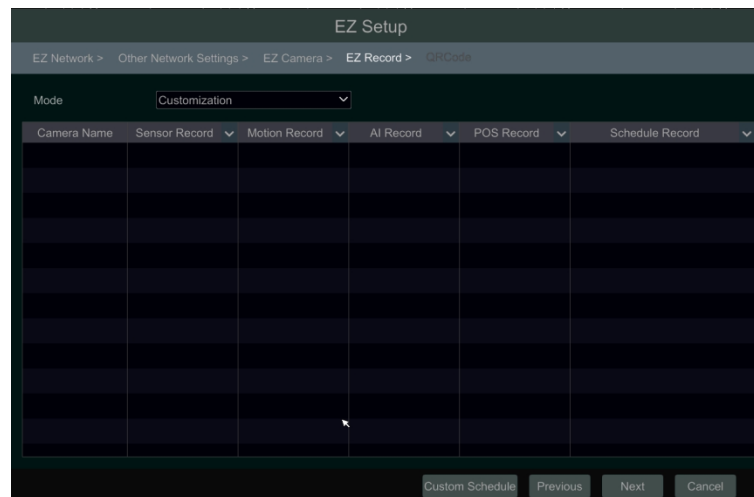 EZ Setup
EZ Network > Other Network Settings > EZ Camera > EZ Record > QRCode
Mode Customization
Camera Name Sensor Record Motion Record AI Record POS Record Schedule Record
Custom Schedule Previous Next Cancel